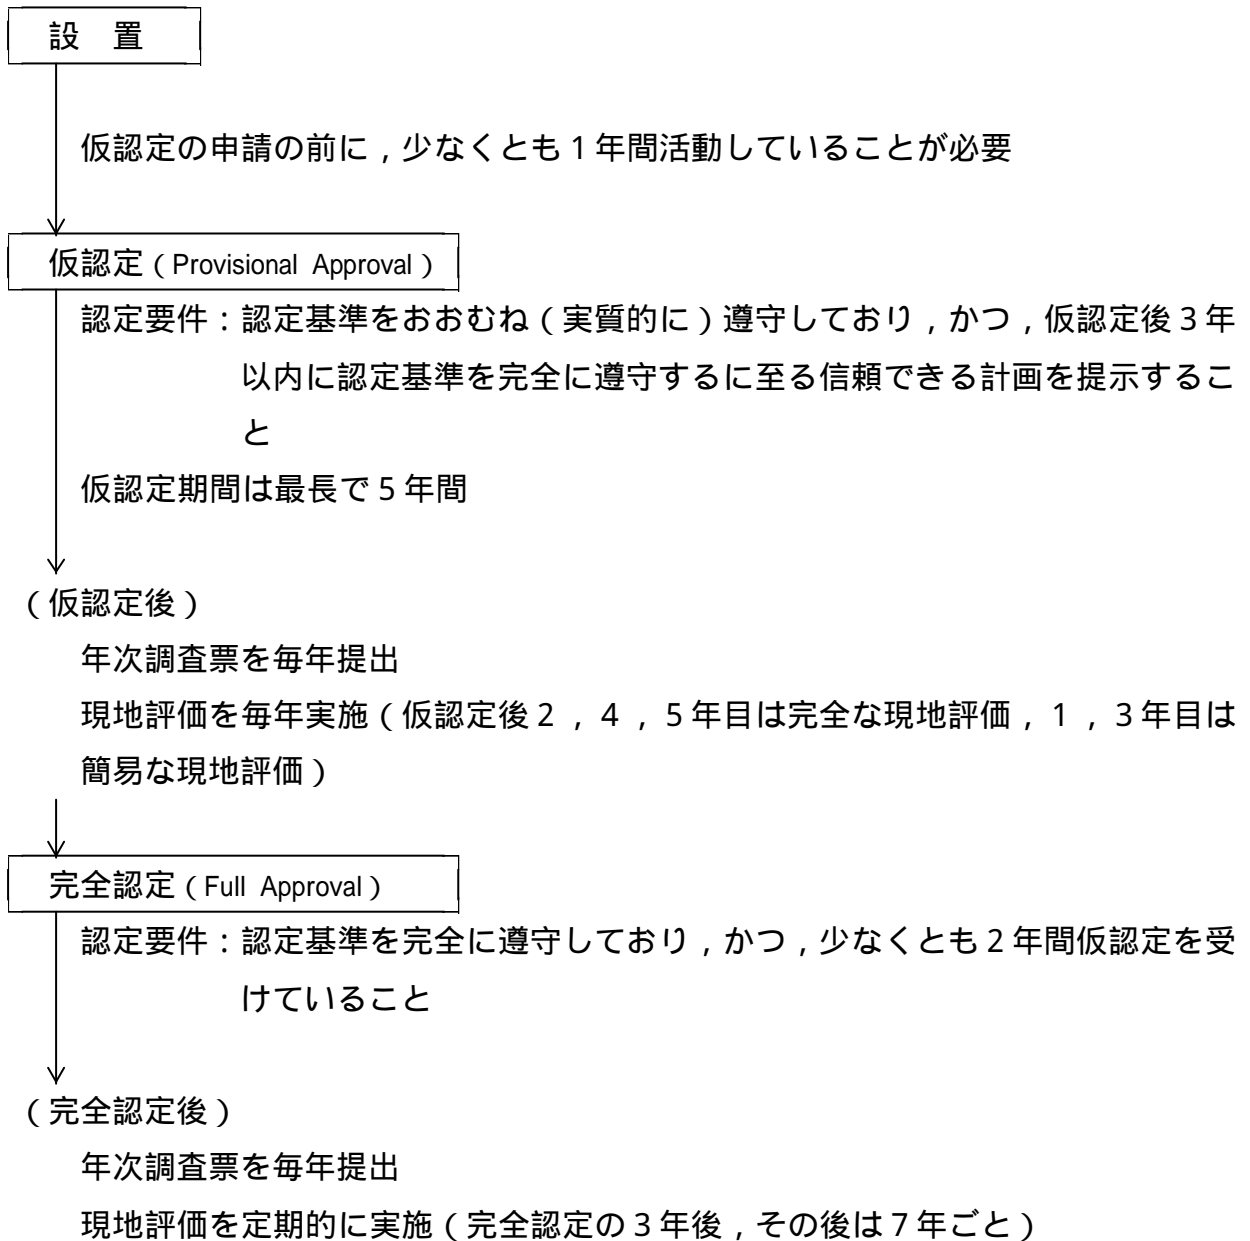 設　置
仮認定の申請の前に，少なくとも１年間活動していることが必要
仮認定（Provisional Approval）
認定要件：認定基準をおおむね（実質的に）遵守しており，かつ，仮認定後３年
以内に認定基準を完全に遵守するに至る信頼できる計画を提示するこ
と
仮認定期間は最長で５年間
（仮認定後）
年次調査票を毎年提出
現地評価を毎年実施（仮認定後２，４，５年目は完全な現地評価，１，３年目は
簡易な現地評価）
完全認定（Full Approval）
認定要件：認定基準を完全に遵守しており，かつ，少なくとも２年間仮認定を受
けていること
（完全認定後）
年次調査票を毎年提出
現地評価を定期的に実施（完全認定の３年後，その後は７年ごと）